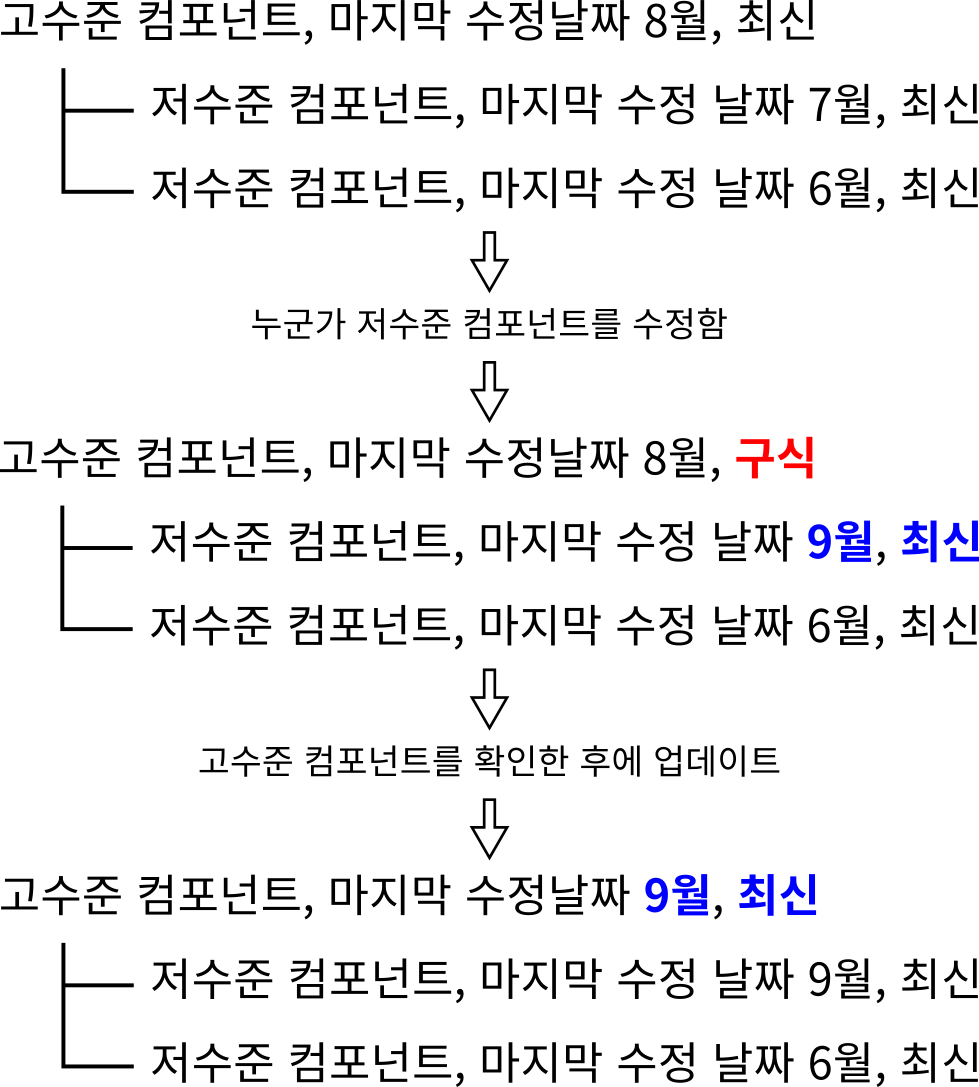 고수준 컴포넌트, 마지막 수정날짜 8월, 최신
저수준 컴포넌트, 마지막 수정 날짜 7월, 최신
저수준 컴포넌트, 마지막 수정 날짜 6월, 최신
누군가 저수준 컴포넌트를 수정함
고수준 컴포넌트, 마지막 수정날짜 8월, 구식
저수준 컴포넌트, 마지막 수정 날짜 9월, 최신
저수준 컴포넌트, 마지막 수정 날짜 6월, 최신
고수준 컴포넌트를 확인한 후에 업데이트
고수준 컴포넌트, 마지막 수정날짜 9월, 최신
저수준 컴포넌트, 마지막 수정 날짜 9월, 최신
저수준 컴포넌트, 마지막 수정 날짜 6월, 최신